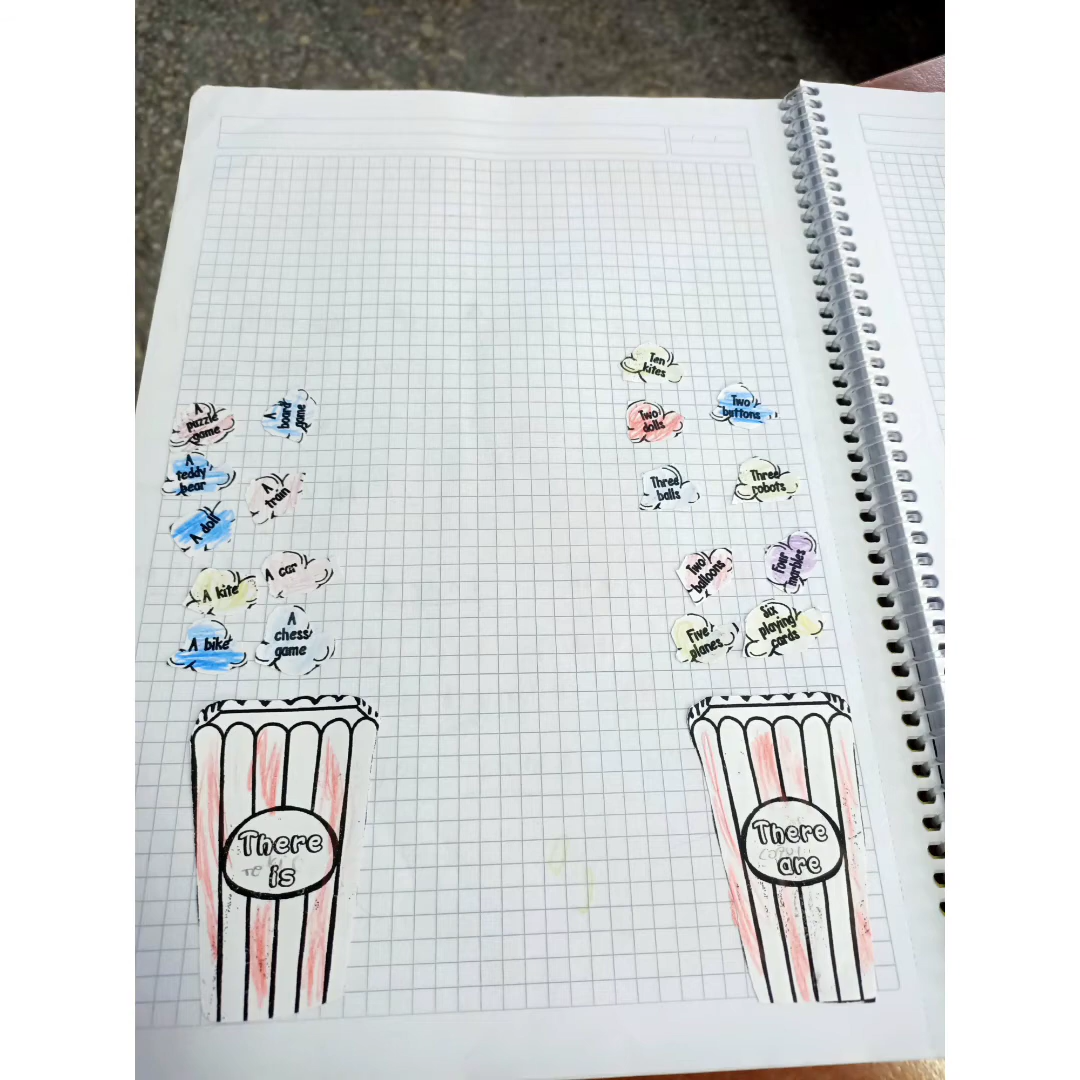 A
puzzle
game
A
board
game
A
teddy
bear
A
train
A doll
A kite
A car
A bike
A
chess
game
There
is
Ten
kites
Two
dolls
Two
buttons
Three
balls
Three
robots
Two
balloons
Four
marbles
Five
planes
Six
playing
cards
There
are